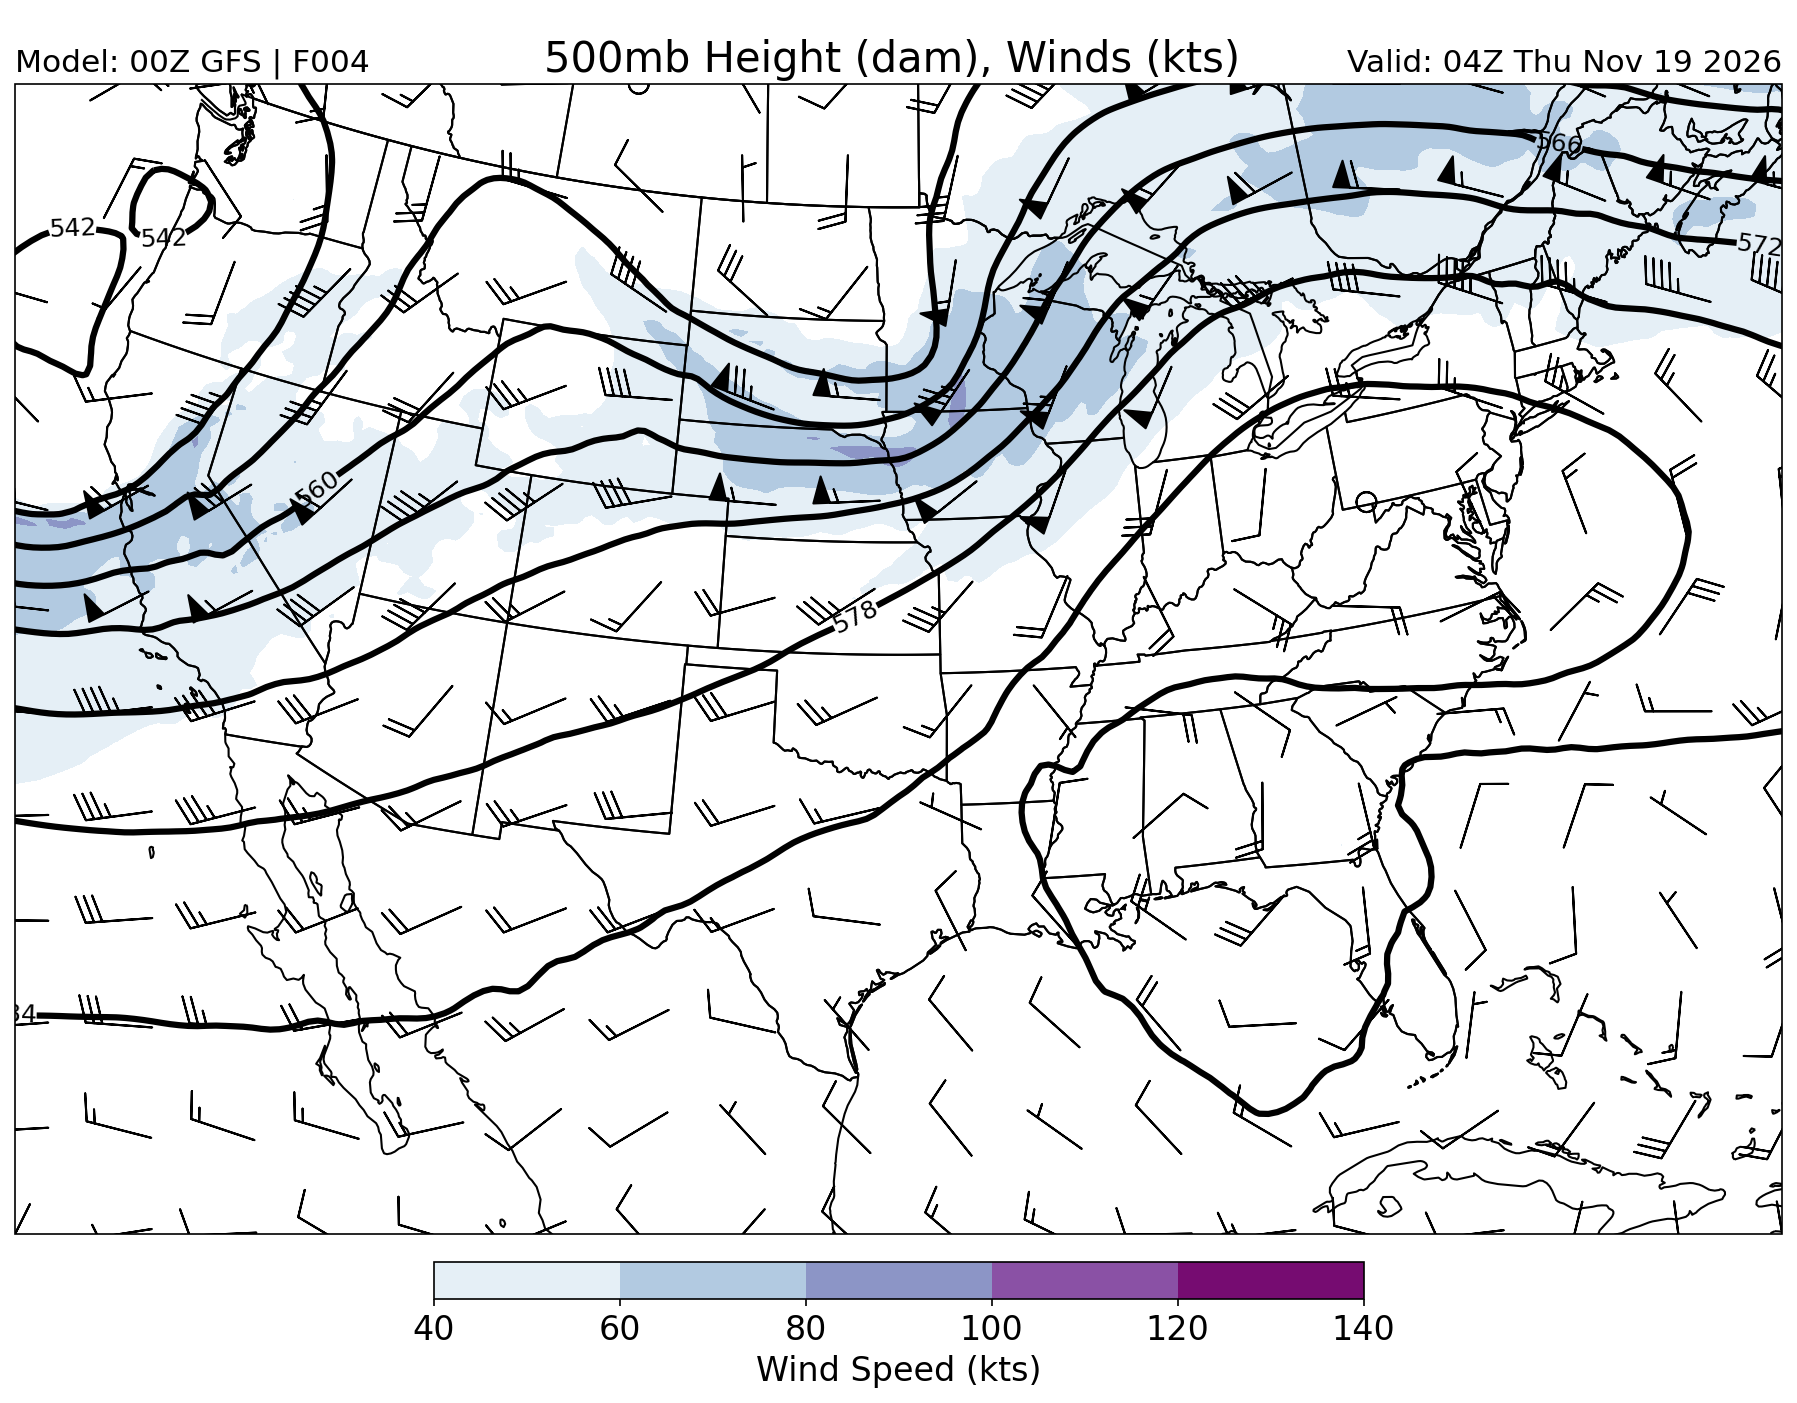 500mb Height (dam), Winds (kts)
Model: 00Z GFS | F004
Valid: 04Z Thu Nov 19 2026
566
542
542
572
560
578
34
40 60 80 100 120 140
Wind Speed (kts)